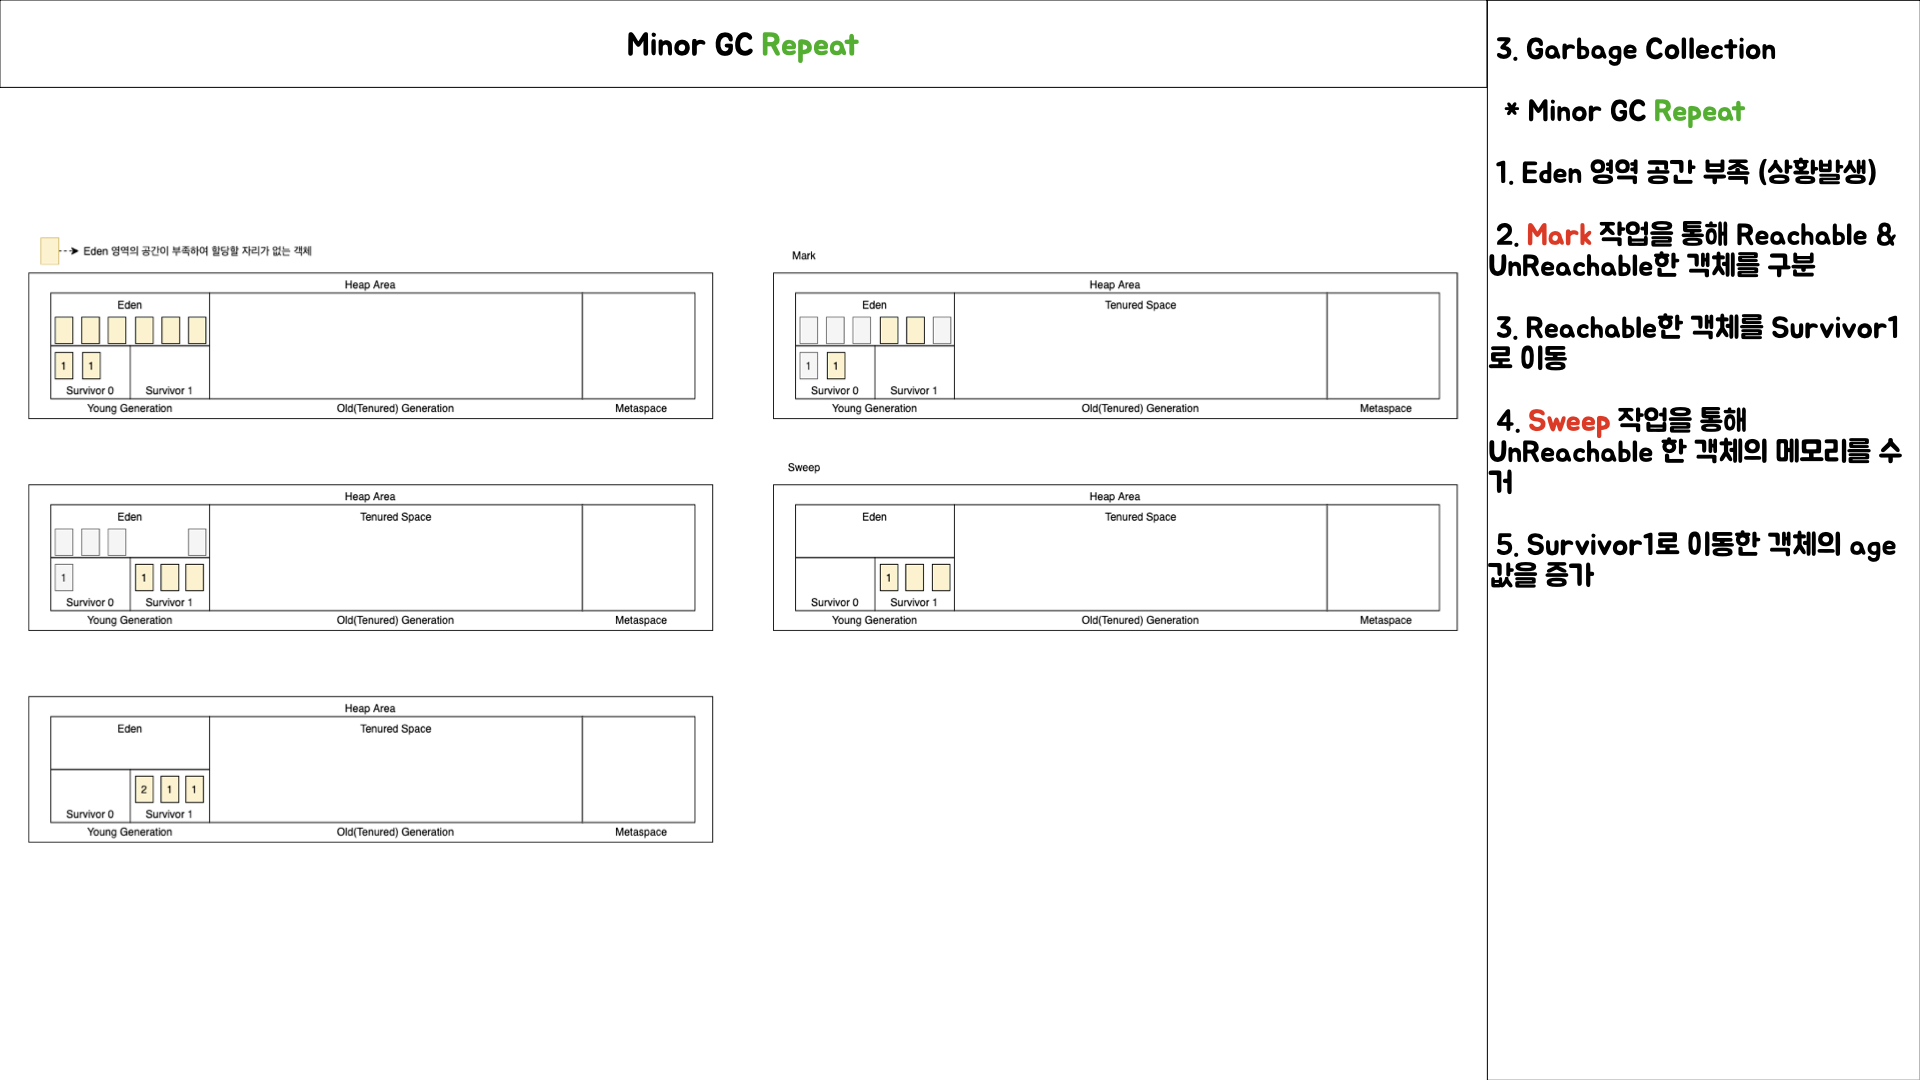 Minor GC Repeat
Eden 영역의 공간이 부족하여 할당할 자리가 없는 객체
Heap Area
Eden
1 1
Survivor 0 Survivor 1
Young Generation Old(Tenured) Generation Metaspace
Mark
Heap Area
Eden Tenured Space
1 1
Survivor 0 Survivor 1
Young Generation Old(Tenured) Generation Metaspace
Heap Area
Eden Tenured Space
1 1
Survivor 0 Survivor 1
Young Generation Old(Tenured) Generation Metaspace
Sweep
Heap Area
Eden Tenured Space
1
Survivor 0 Survivor 1
Young Generation Old(Tenured) Generation Metaspace
Heap Area
Eden Tenured Space
2 1 1
Survivor 0 Survivor 1
Young Generation Old(Tenured) Generation Metaspace
3. Garbage Collection
* Minor GC Repeat
1. Eden 영역 공간 부족 (상황발생)
2. Mark 작업을 통해 Reachable &
UnReachable한 객체를 구분
3. Reachable한 객체를 Survivor1
로 이동
4. Sweep 작업을 통해
UnReachable 한 객체의 메모리를 수
거
5. Survivor1로 이동한 객체의 age
값을 증가